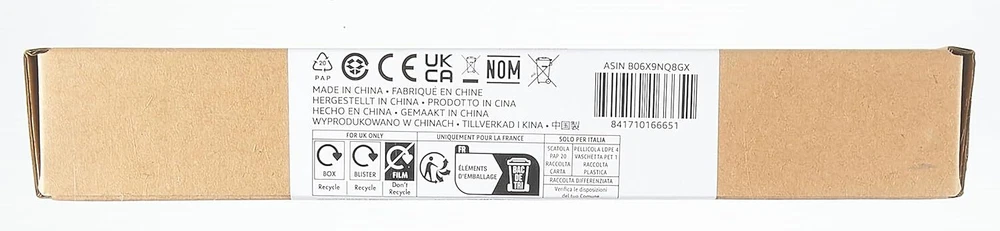 20
PAP
CE
UK
CA
NOM
ASIN B06X9NQ8GX
MADE IN CHINA • FABRIQUÉ EN CHINE
HERGESTELLT IN CHINA • PRODOTTO IN CINA
HECHO EN CHINA • GEMAAKT IN CHINA
WYPRODUKOWANO W CHINACH • TILLVERKAD I KINA • 中国製
841710166651
FOR UK ONLY
BOX
Recycle
BLISTER
Recycle
FILM
Don't
Recycle
UNIQUEMENT POUR LA FRANCE
FR
ÉLÉMENTS
D'EMBALLAGE
BAC
DE
TRI
SOLO PER ITALIA
SCATOLA
PAP 20
RACCOLTA
CARTA
PELLICOLA LDPE 4
VASCHETTA PET 1
RACCOLTA
PLASTICA
RACCOLTA DIFFERENZIATA
Verifica le disposizioni
del tuo Comune